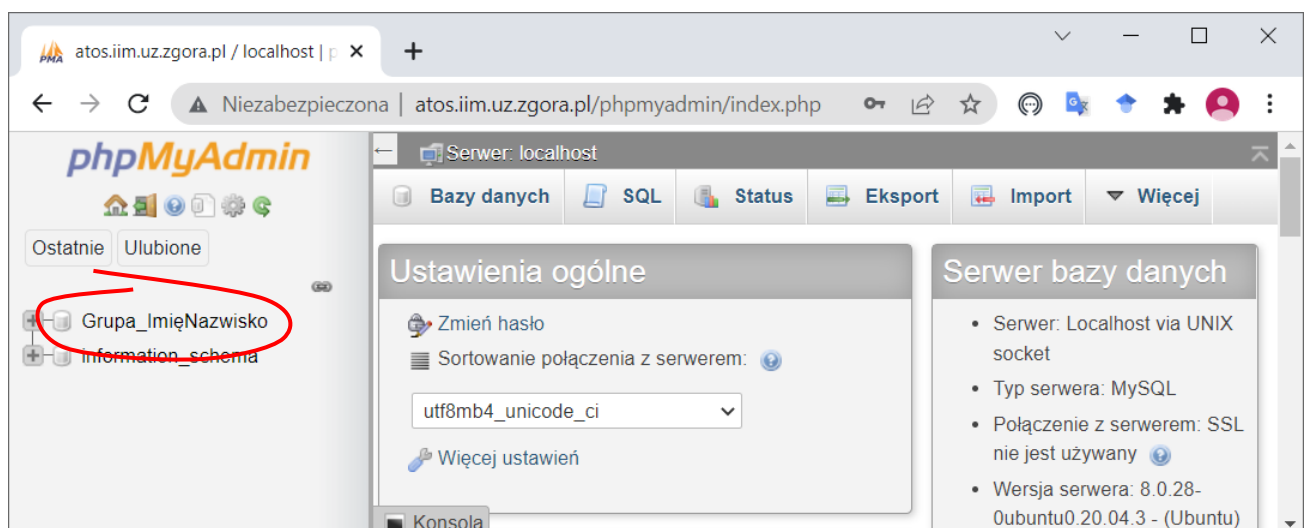 PMA atos.iim.uz.zgora.pl / localhost | p
Niezabezpieczona | atos.iim.uz.zgora.pl/phpmyadmin/index.php
phpMyAdmin
Ostatnie Ulubione
Grupa_ImięNazwisko
information_schema
Serwer: localhost
Bazy danych SQL Status Eksport Import Więcej
Ustawienia ogólne
Zmień hasło
Sortowanie połączenia z serwerem:
utf8mb4_unicode_ci
Więcej ustawień
Konsola
Serwer bazy danych
• Serwer: Localhost via UNIX
socket
• Typ serwera: MySQL
• Połączenie z serwerem: SSL
nie jest używany
• Wersja serwera: 8.0.28-
0ubuntu0.20.04.3 - (Ubuntu)